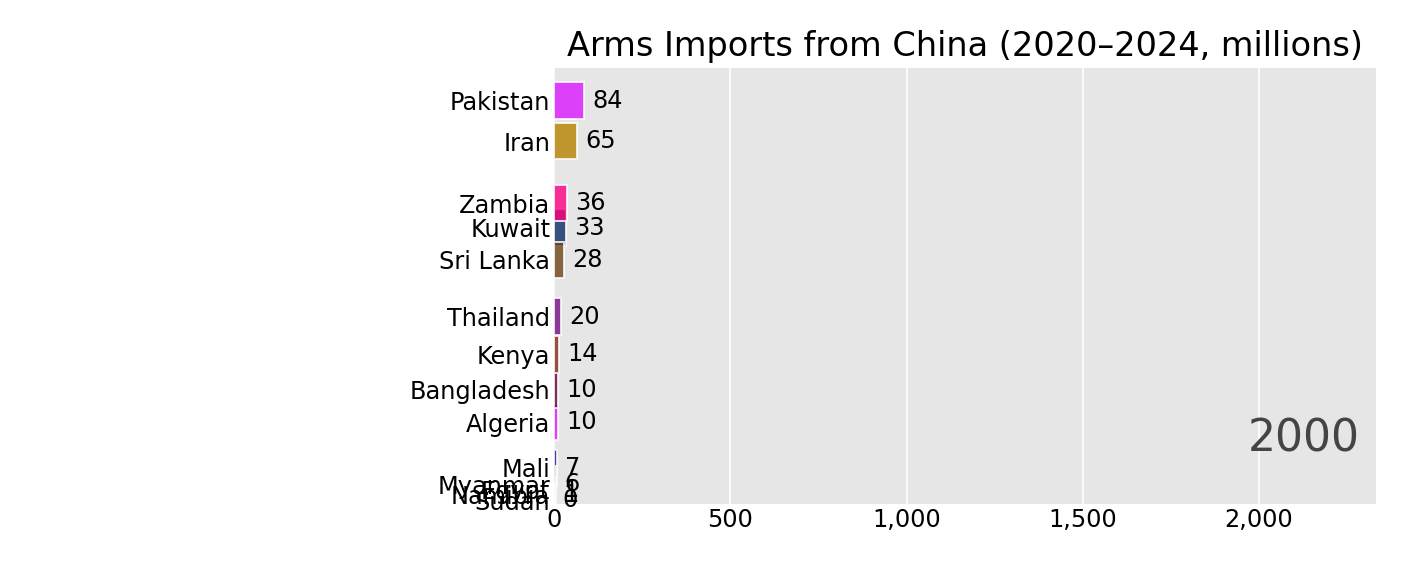 Arms Imports from China (2020–2024, millions)
Pakistan 84
Iran 65
Zambia 36
Kuwait 33
Sri Lanka 28
Thailand 20
Kenya 14
Bangladesh 10
Algeria 10
2000
Mali 7
Myanmar 6
Sudan 0
0 500 1,000 1,500 2,000